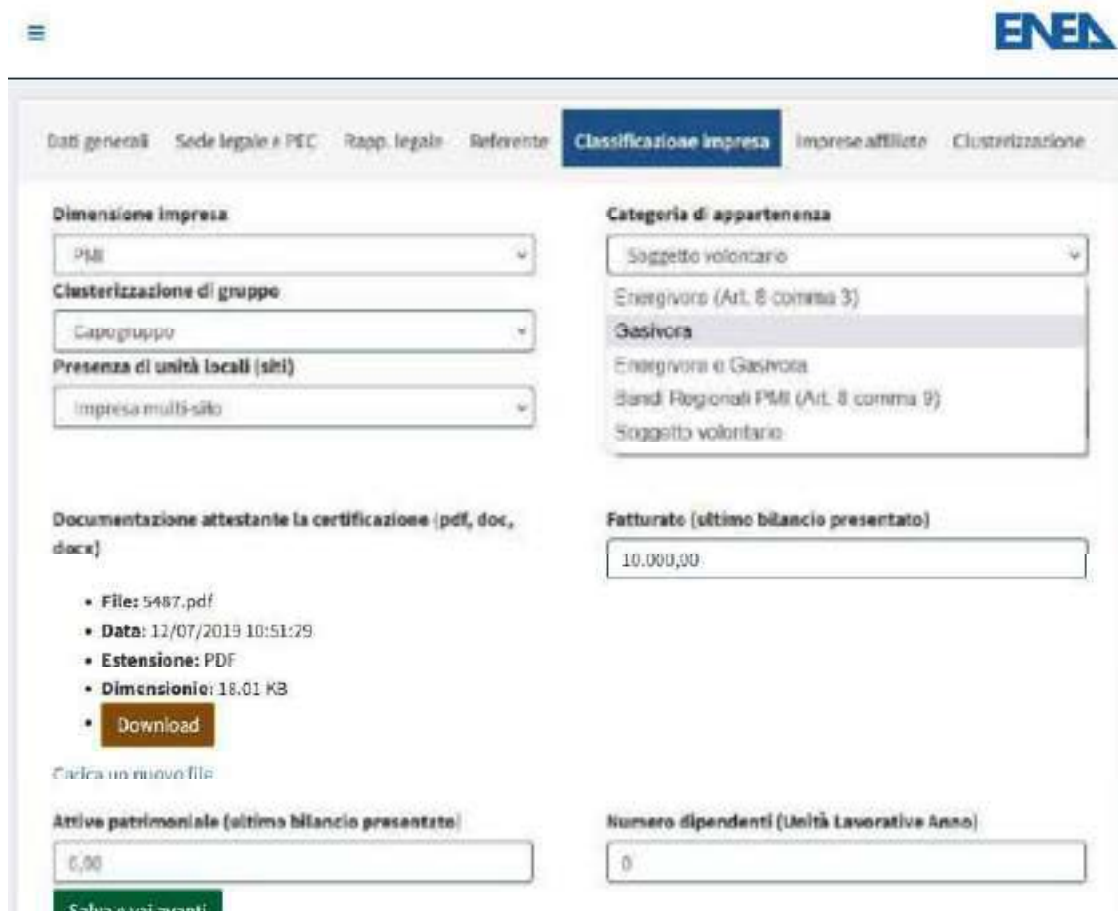 ENEA
Dati generali Sede legale e PEC Rapp. legale Referente Classificazione impresa Imprese affiliate Clusterizzazione
Dimensione impresa
PMI
Clusterizzazione di gruppo
Capogruppo
Presenza di unità locali (siti)
Impresa multi-sito
Categoria di appartenenza
Soggetto volontario
Energivora (Art. 8 comma 3)
Gasivora
Energivora e Gasivora
Bandi Regionali PMI (Art. 8 comma 9)
Soggetto volontario
Documentazione attestante la certificazione (pdf, doc,
docx)
• File: 5487.pdf
• Data: 12/07/2019 10:51:29
• Estensione: PDF
• Dimensionie: 18.01 KB
• Download
Carica un nuovo file
Fatturato (ultimo bilancio presentato)
10.000,00
Attivo patrimoniale (ultimo bilancio presentato)
0,00
Numero dipendenti (Unità Lavorative Anno)
0
Salva e vai avanti